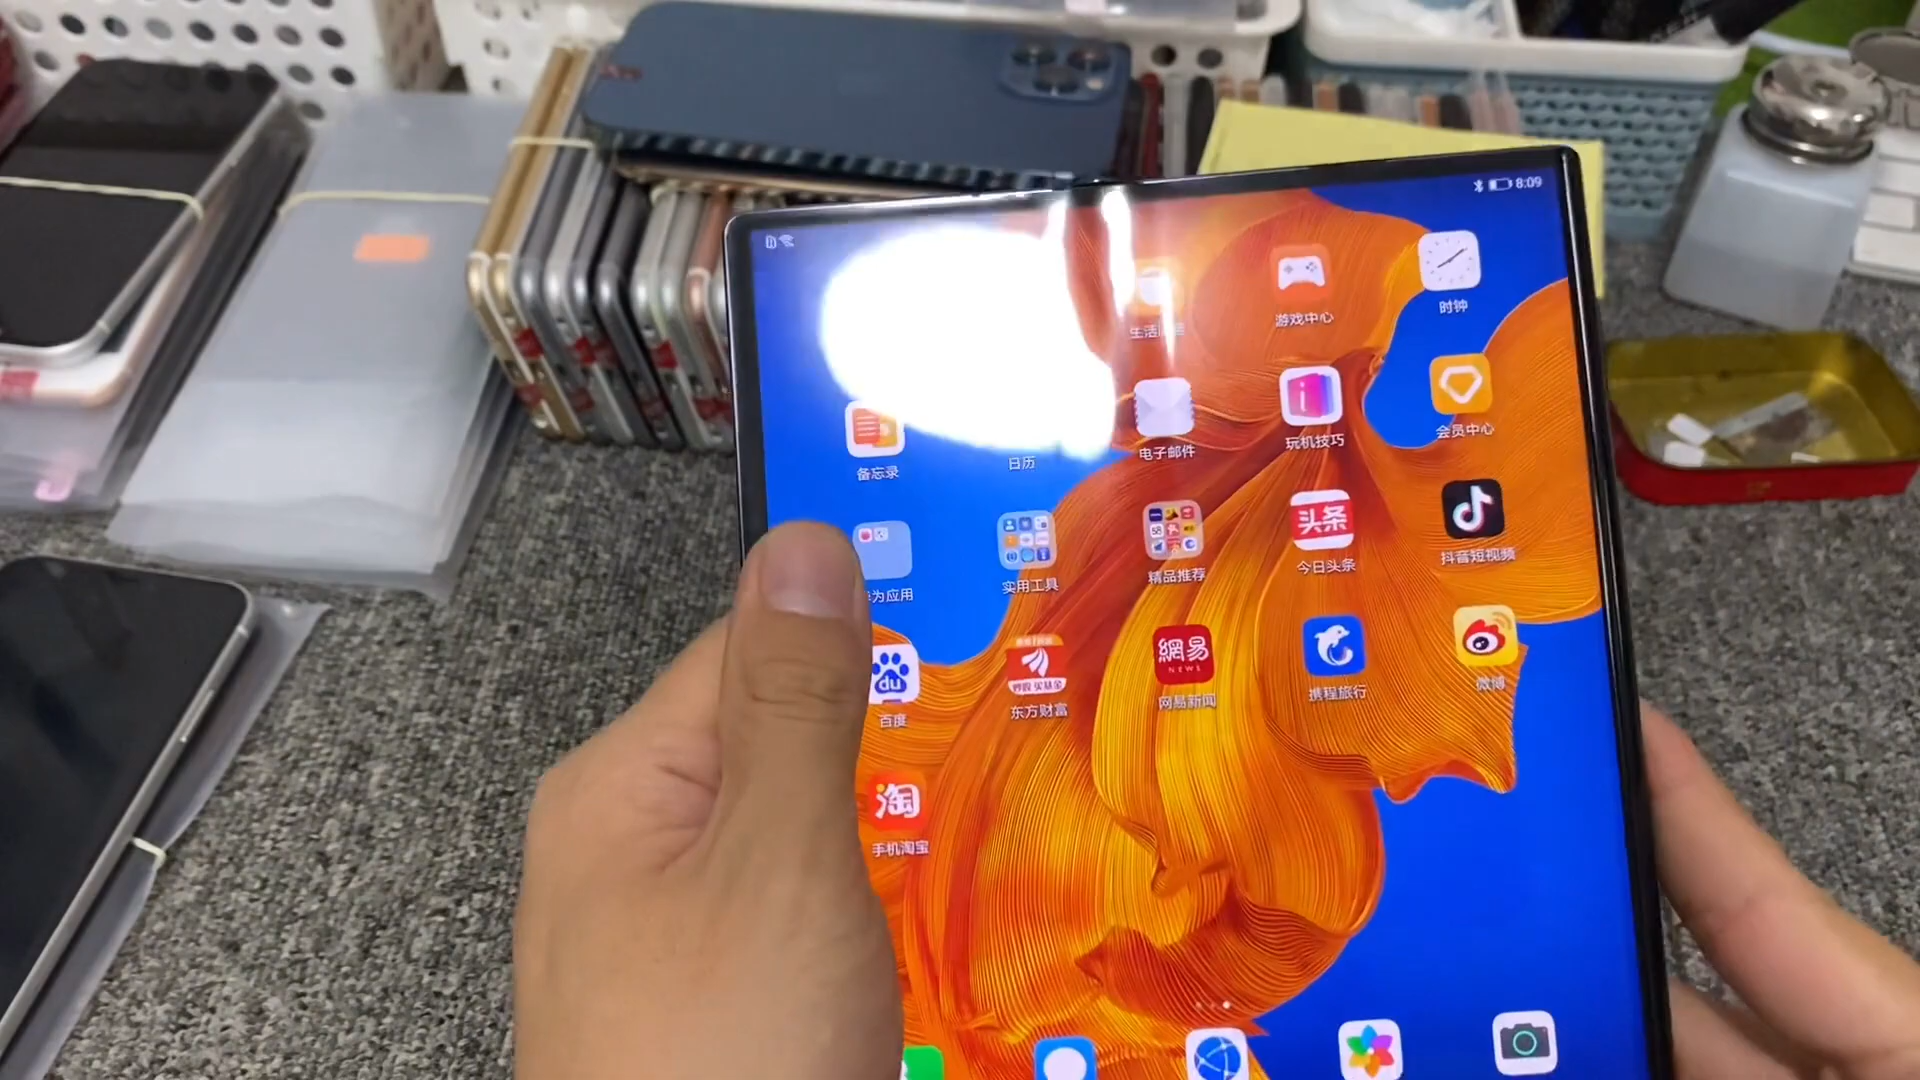 8:09
游戏中心
时钟
备忘录
日历
电子邮件
玩机技巧
会员中心
为应用
实用工具
精品推荐
头条
今日头条
抖音短视频
du
百度
东方财富
網易
NEWS
网易新闻
携程旅行
微博
淘
手机淘宝